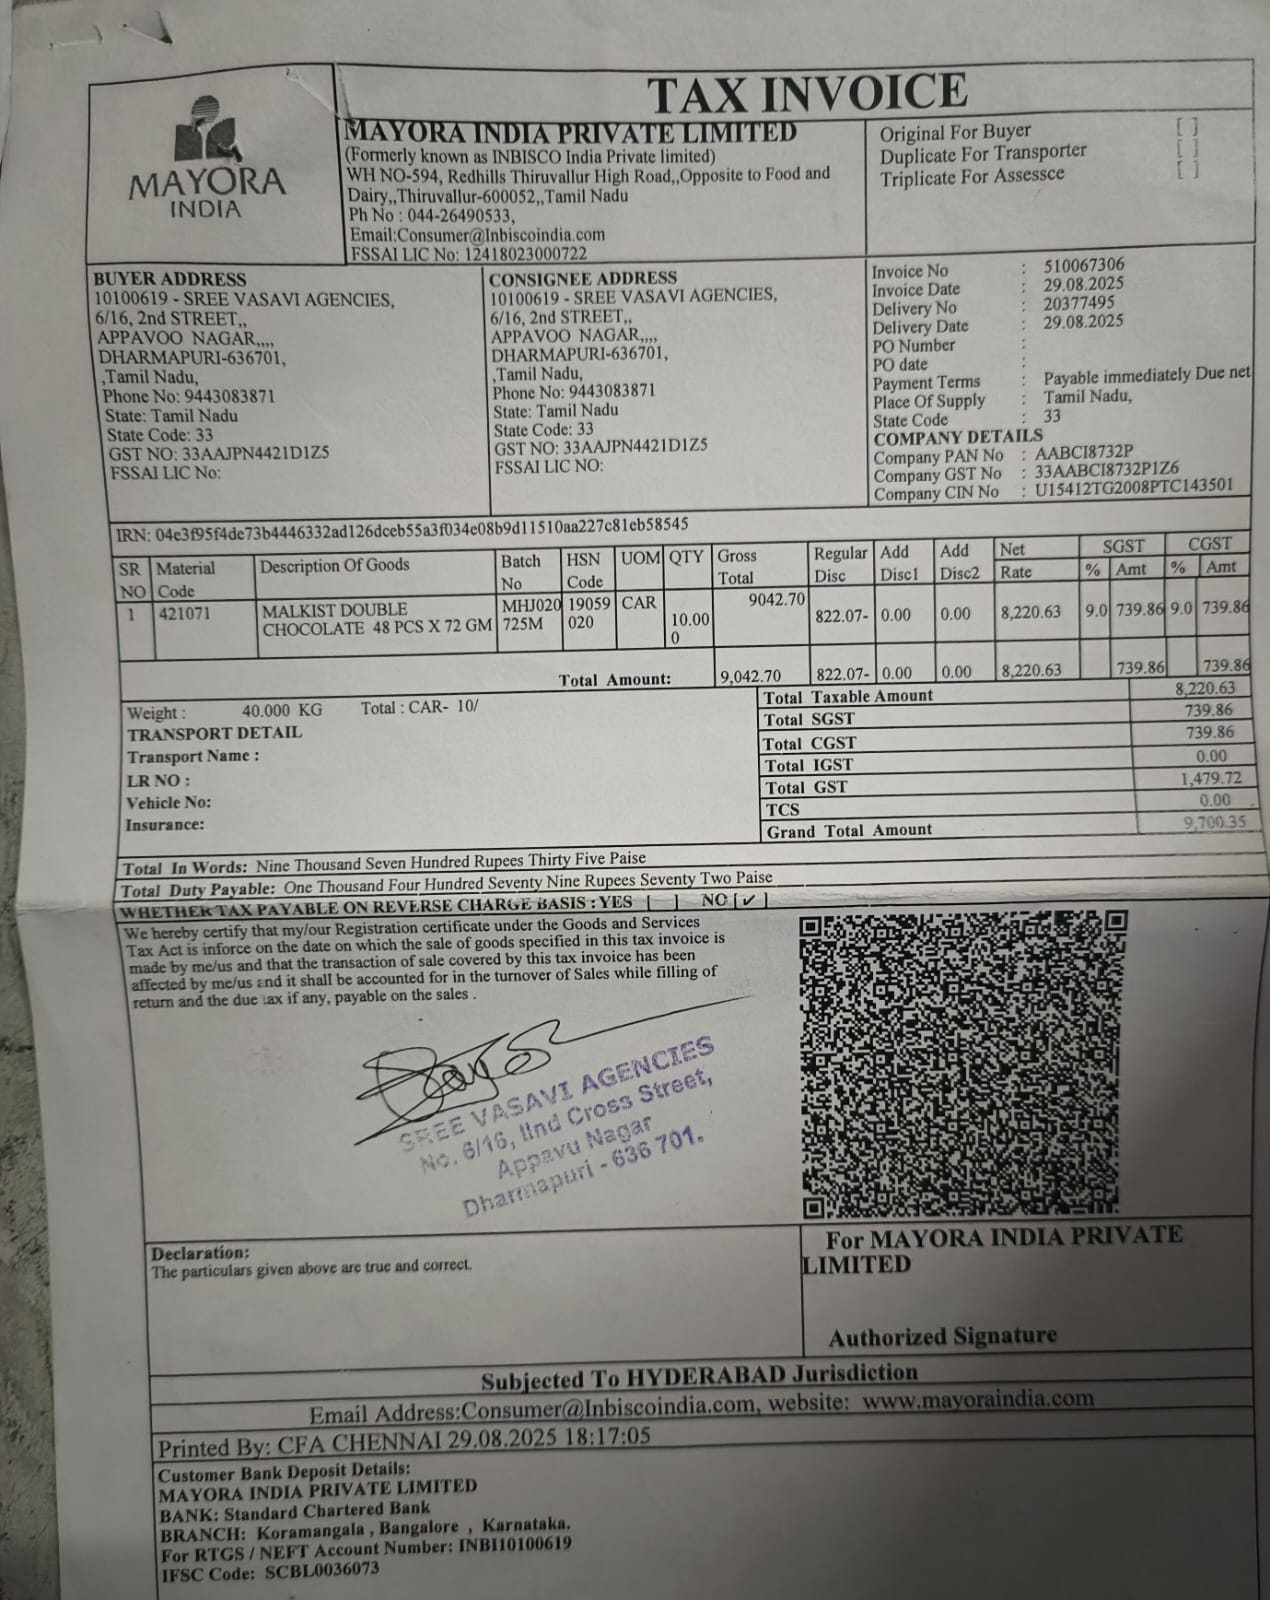 TAX INVOICE
MAYORA
INDIA
MAYORA INDIA PRIVATE LIMITED
(Formerly known as INBISCO India Private limited)
WH NO-594, Redhills Thiruvallur High Road,,Opposite to Food and
Dairy,,Thiruvallur-600052,,Tamil Nadu
Ph No : 044-26490533,
Email:Consumer@Inbiscoindia.com
FSSAI LIC No: 12418023000722
Original For Buyer [ ]
Duplicate For Transporter [ ]
Triplicate For Assessce [ ]
BUYER ADDRESS
10100619 - SREE VASAVI AGENCIES,
6/16, 2nd STREET,,
APPAVOO NAGAR,,,,
DHARMAPURI-636701,
,Tamil Nadu,
Phone No: 9443083871
State: Tamil Nadu
State Code: 33
GST NO: 33AAJPN4421D1Z5
FSSAI LIC No:
CONSIGNEE ADDRESS
10100619 - SREE VASAVI AGENCIES,
6/16, 2nd STREET,,
APPAVOO NAGAR,,,,
DHARMAPURI-636701,
,Tamil Nadu,
Phone No: 9443083871
State: Tamil Nadu
State Code: 33
GST NO: 33AAJPN4421D1Z5
FSSAI LIC NO:
Invoice No : 510067306
Invoice Date : 29.08.2025
Delivery No : 20377495
Delivery Date : 29.08.2025
PO Number :
PO date :
Payment Terms : Payable immediately Due net
Place Of Supply : Tamil Nadu,
State Code : 33
COMPANY DETAILS
Company PAN No : AABCI8732P
Company GST No : 33AABCI8732P1Z6
Company CIN No : U15412TG2008PTC143501
IRN: 04e3f95f4de73b4446332ad126dceb55a3f034e08b9d11510aa227c81eb58545
SR NO Material Code Description Of Goods Batch No HSN Code UOM QTY Gross Total Regular Disc Add Disc1 Add Disc2 Net Rate SGST % Amt CGST % Amt
1 421071 MALKIST DOUBLE MHJ020 19059 CAR 10.00 9042.70 822.07- 0.00 0.00 8,220.63 9.0 739.86 9.0 739.86
CHOCOLATE 48 PCS X 72 GM 725M 020 0
Total Amount: 9,042.70 822.07- 0.00 0.00 8,220.63 739.86 739.86
Weight : 40.000 KG Total : CAR- 10/
TRANSPORT DETAIL
Transport Name :
LR NO :
Vehicle No:
Insurance:
Total Taxable Amount 8,220.63
Total SGST 739.86
Total CGST 739.86
Total IGST 0.00
Total GST 1,479.72
TCS 0.00
Grand Total Amount 9,700.35
Total In Words: Nine Thousand Seven Hundred Rupees Thirty Five Paise
Total Duty Payable: One Thousand Four Hundred Seventy Nine Rupees Seventy Two Paise
WHETHER TAX PAYABLE ON REVERSE CHARGE BASIS : YES [ ] NO [✓]
We hereby certify that my/our Registration certificate under the Goods and Services
Tax Act is inforce on the date on which the sale of goods specified in this tax invoice is
made by me/us and that the transaction of sale covered by this tax invoice has been
affected by me/us and it shall be accounted for in the turnover of Sales while filling of
return and the due tax if any, payable on the sales .
SREE VASAVI AGENCIES
No. 6/16, IInd Cross Street,
Appavu Nagar
Dharmapuri - 636 701.
Declaration:
The particulars given above are true and correct.
For MAYORA INDIA PRIVATE
LIMITED
Authorized Signature
Subjected To HYDERABAD Jurisdiction
Email Address:Consumer@Inbiscoindia.com, website: www.mayoraindia.com
Printed By: CFA CHENNAI 29.08.2025 18:17:05
Customer Bank Deposit Details:
MAYORA INDIA PRIVATE LIMITED
BANK: Standard Chartered Bank
BRANCH: Koramangala , Bangalore , Karnataka.
For RTGS / NEFT Account Number: INBI10100619
IFSC Code: SCBL0036073